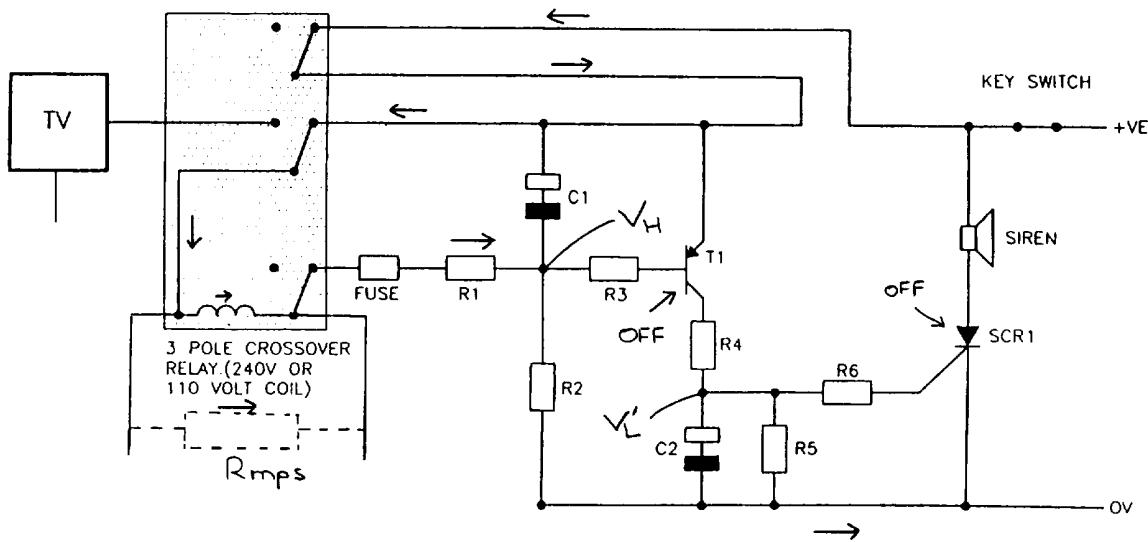 KEY SWITCH
TV
+VE
C1
V_H
SIREN
T1
FUSE
R1
R3
OFF
OFF
SCR1
R4
3 POLE CROSSOVER
RELAY.(240V OR
110 VOLT COIL)
R6
R2
V_L'
C2
R5
Rmps
0V